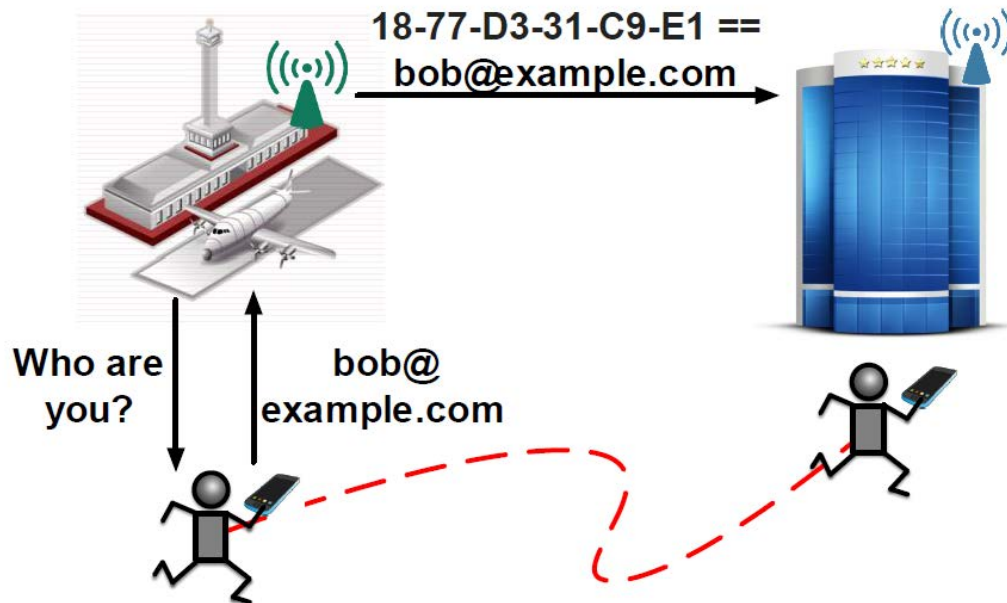 18-77-D3-31-C9-E1 ==
bob@example.com
Who are
you?
bob@
example.com